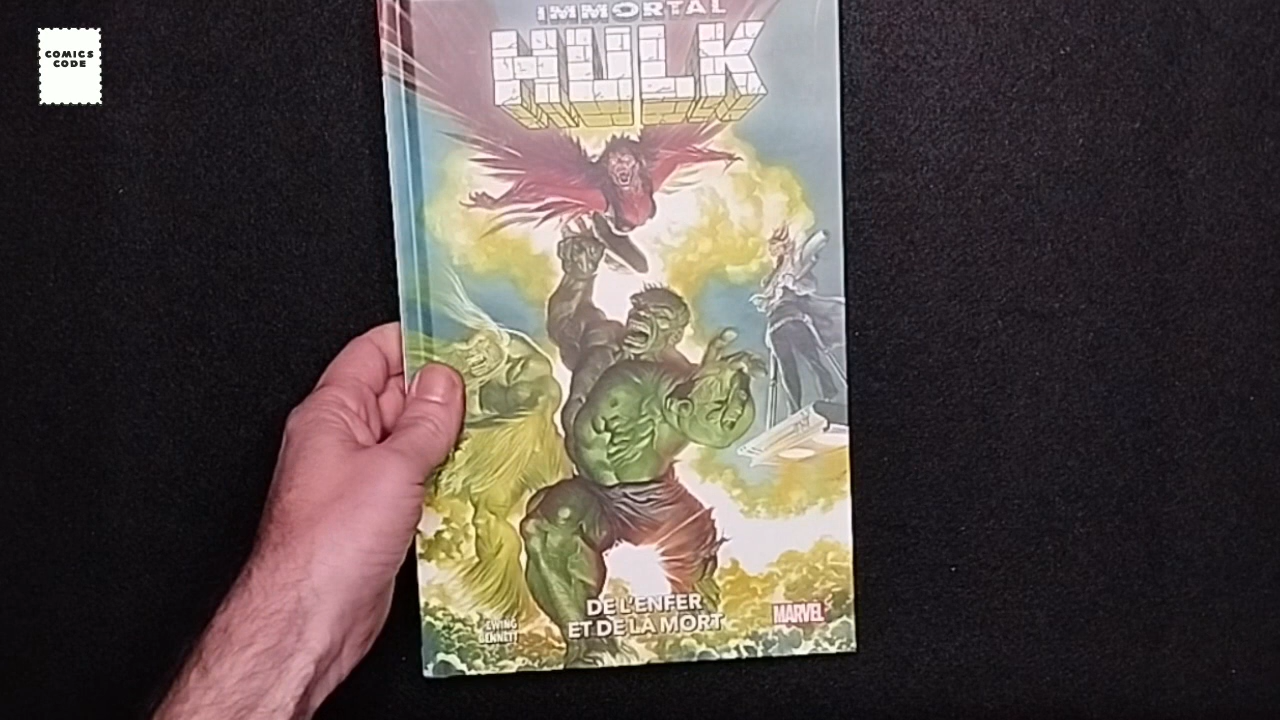 COMICS
CODE
IMMORTAL
HULK
DE L'ENFER
ET DE LA MORT
EWING
BENNETT
MARVEL